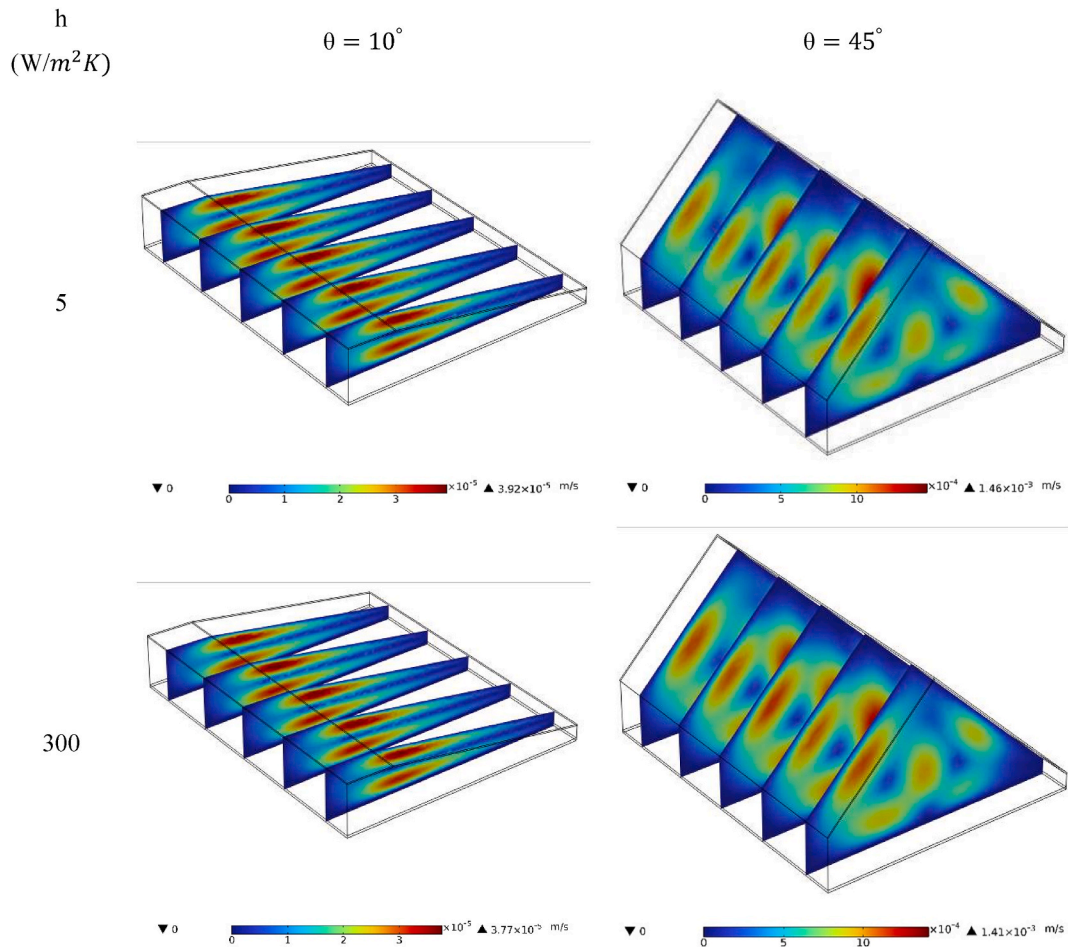 h
(W/m²K)
θ = 10°
θ = 45°
5
▼ 0
0 1 2 3
×10⁻⁵
▲ 3.92×10⁻⁵ m/s
▼ 0
0 5 10
×10⁻⁴
▲ 1.46×10⁻³ m/s
300
▼ 0
0 1 2 3
×10⁻⁵
▲ 3.77×10⁻⁵ m/s
▼ 0
0 5 10
×10⁻⁴
▲ 1.41×10⁻³ m/s